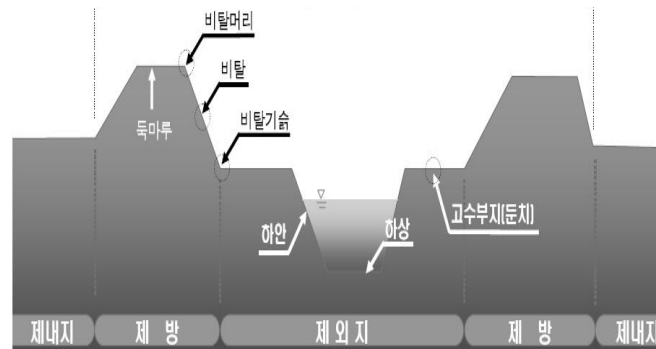 비탈머리
비탈
둑마루
비탈기슭
하안
하상
고수부지(둔치)
제내지
제 방
제 외 지
제 방
제내지